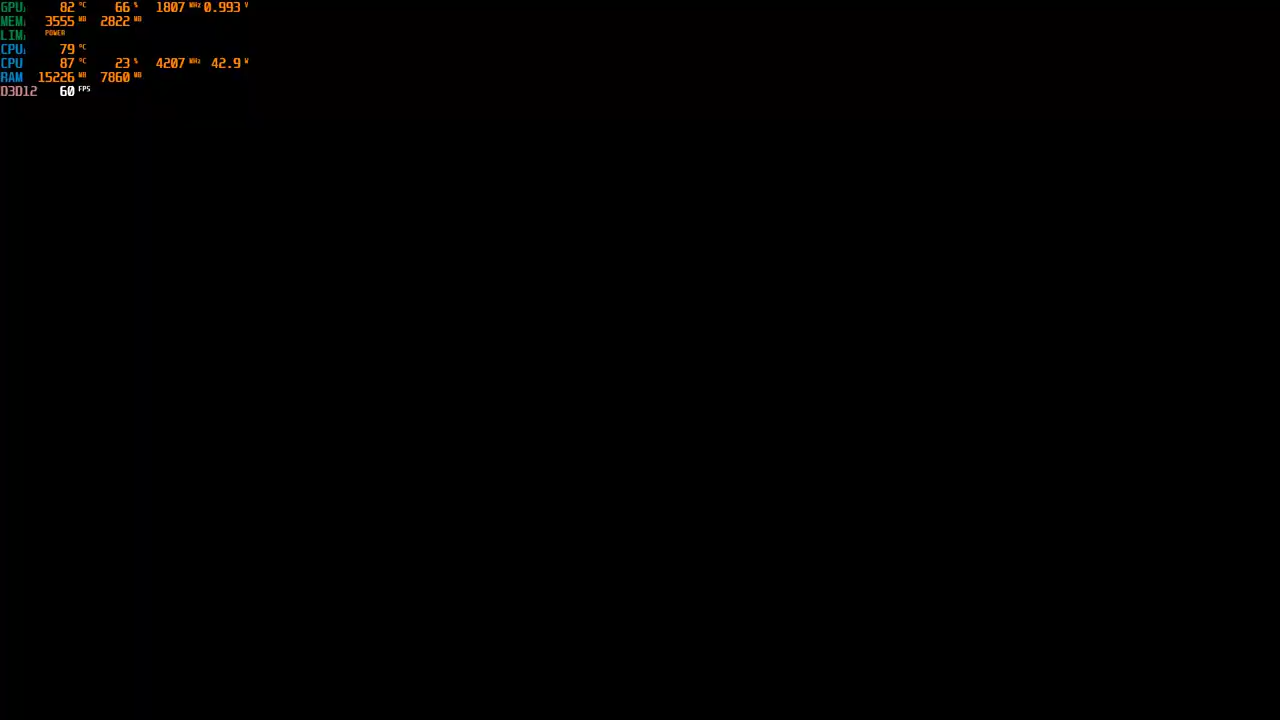 GPU 82 °C 66 % 1807 MHz 0.993 V
MEM 3555 MB 2822 MB
LIM POWER
CPU 79 °C
CPU 87 °C 23 % 4207 MHz 42.9 W
RAM 15226 MB 7860 MB
D3D12 60 FPS